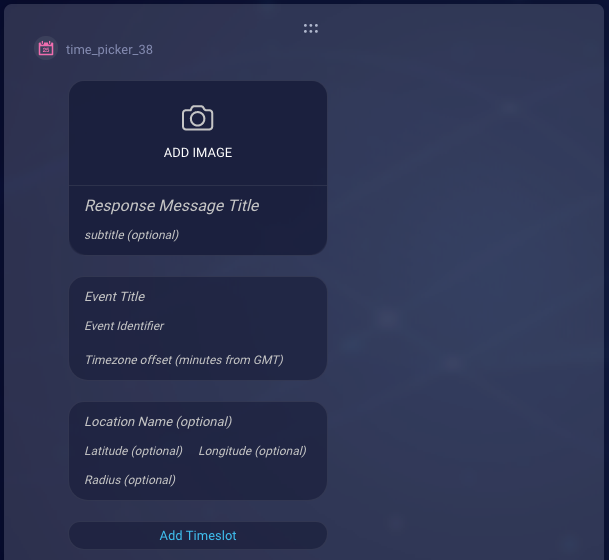 time_picker_38
ADD IMAGE
Response Message Title
subtitle (optional)
Event Title
Event Identifier
Timezone offset (minutes from GMT)
Location Name (optional)
Latitude (optional) Longitude (optional)
Radius (optional)
Add Timeslot